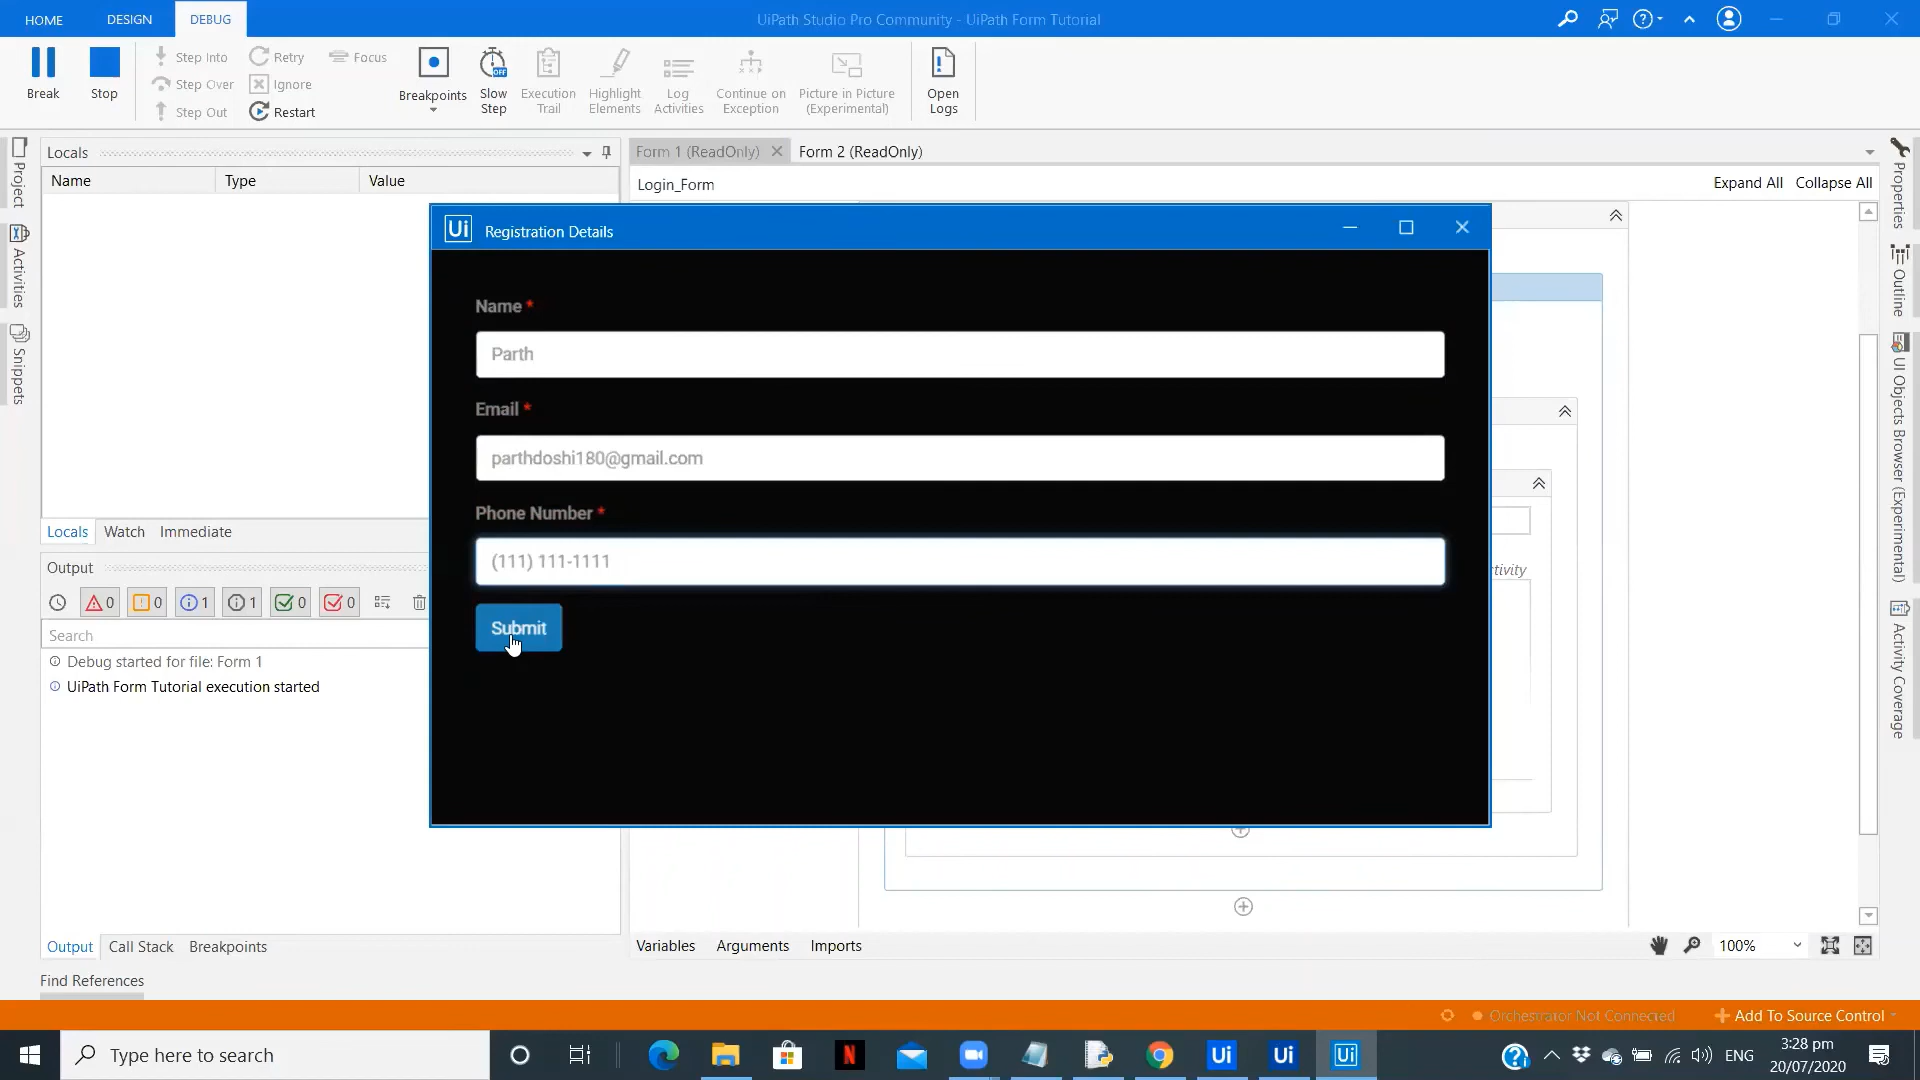 HOME
DESIGN
DEBUG
UiPath Studio Pro Community - UiPath Form Tutorial
Break
Stop
Step Into
Step Over
Step Out
Retry
Ignore
Restart
Focus
Breakpoints
Slow
Step
OFF
Execution
Trail
Highlight
Elements
Log
Activities
Continue on
Exception
Picture in Picture
(Experimental)
Open
Logs
Project
Activities
Snippets
Locals
Name
Type
Value
Form 1 (ReadOnly)
Form 2 (ReadOnly)
Login_Form
Expand All
Collapse All
Properties
Outline
UI Objects Browser (Experimental)
Activity Coverage
Ui
Registration Details
Name *
Parth
Email *
parthdoshi180@gmail.com
Phone Number *
(111) 111-1111
Submit
tivity
Locals
Watch
Immediate
Output
0
0
1
1
0
0
Search
Debug started for file: Form 1
UiPath Form Tutorial execution started
Output
Call Stack
Breakpoints
Find References
Variables
Arguments
Imports
100%
Orchestrator Not Connected
Add To Source Control
Type here to search
N
Ui
Ui
Ui
ENG
3:28 pm
20/07/2020